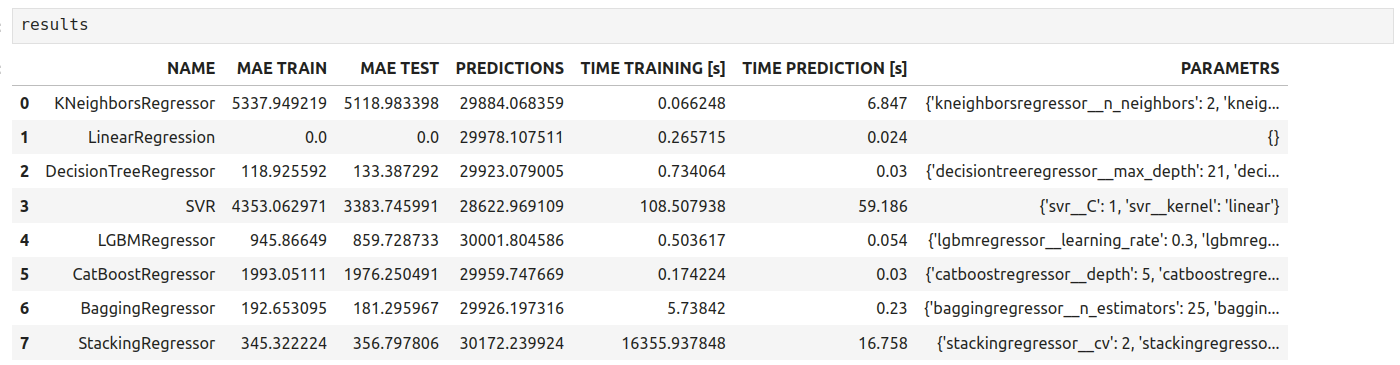 results
NAME MAE TRAIN MAE TEST PREDICTIONS TIME TRAINING [s] TIME PREDICTION [s] PARAMETRS
0 KNeighborsRegressor 5337.949219 5118.983398 29884.068359 0.066248 6.847 {'kneighborsregressor__n_neighbors': 2, 'kneig...
1 LinearRegression 0.0 0.0 29978.107511 0.265715 0.024 {}
2 DecisionTreeRegressor 118.925592 133.387292 29923.079005 0.734064 0.03 {'decisiontreeregressor__max_depth': 21, 'deci...
3 SVR 4353.062971 3383.745991 28622.969109 108.507938 59.186 {'svr__C': 1, 'svr__kernel': 'linear'}
4 LGBMRegressor 945.86649 859.728733 30001.804586 0.503617 0.054 {'lgbmregressor__learning_rate': 0.3, 'lgbmreg...
5 CatBoostRegressor 1993.05111 1976.250491 29959.747669 0.174224 0.03 {'catboostregressor__depth': 5, 'catboostregre...
6 BaggingRegressor 192.653095 181.295967 29926.197316 5.73842 0.23 {'baggingregressor__n_estimators': 25, 'baggin...
7 StackingRegressor 345.322224 356.797806 30172.239924 16355.937848 16.758 {'stackingregressor__cv': 2, 'stackingregresso...